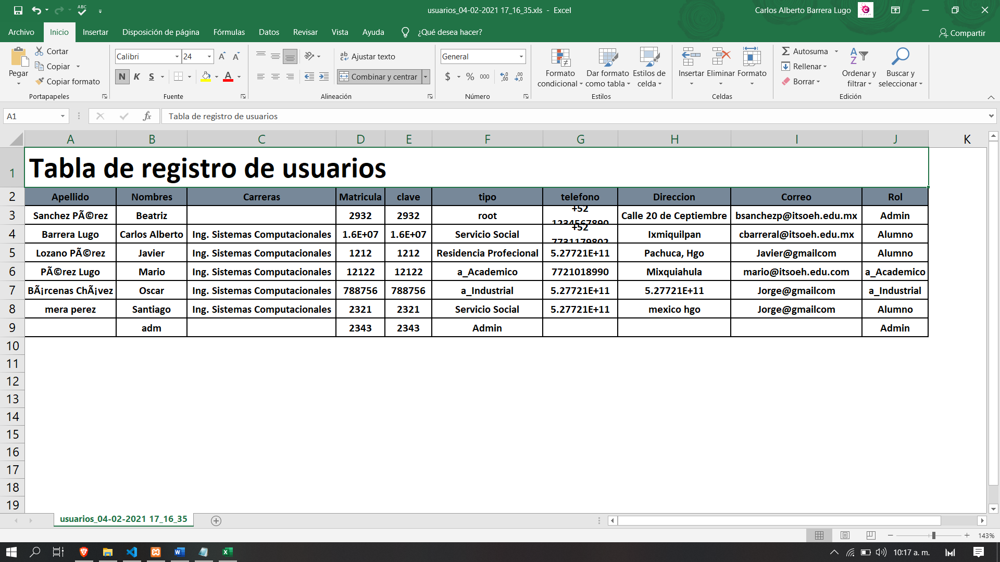 ABC
usuarios_04-02-2021 17_16_35.xls - Excel
Carlos Alberto Barrera Lugo
Archivo Inicio Insertar Disposición de página Fórmulas Datos Revisar Vista Ayuda ¿Qué desea hacer? Compartir
Pegar
Cortar
Copiar
Copiar formato
Portapapeles
Calibri 24
N K S
Fuente
Ajustar texto
Combinar y centrar
Alineación
General
$ % 000
Número
Formato condicional
Dar formato como tabla
Estilos de celda
Estilos
Insertar Eliminar Formato
Celdas
Autosuma
Rellenar
Borrar
Ordenar y filtrar
Buscar y seleccionar
Edición
A1 fx Tabla de registro de usuarios
A B C D E F G H I J K
1 Tabla de registro de usuarios
2 Apellido Nombres Carreras Matricula clave tipo telefono Direccion Correo Rol
3 Sanchez PÃ©rez Beatriz 2932 2932 root +52 1234567890 Calle 20 de Ceptiembre bsanchezp@itsoeh.edu.mx Admin
4 Barrera Lugo Carlos Alberto Ing. Sistemas Computacionales 1.6E+07 1.6E+07 Servicio Social +52 7731179802 Ixmiquilpan cbarreral@itsoeh.edu.mx Alumno
5 Lozano PÃ©rez Javier Ing. Sistemas Computacionales 1212 1212 Residencia Profecional 5.27721E+11 Pachuca, Hgo Javier@gmailcom Alumno
6 PÃ©rez Lugo Mario Ing. Sistemas Computacionales 12122 12122 a_Academico 7721018990 Mixquiahula mario@itsoeh.edu.com a_Academico
7 BÃ¡rcenas ChÃ¡vez Oscar Ing. Sistemas Computacionales 788756 788756 a_Industrial 5.27721E+11 5.27721E+11 Jorge@gmailcom a_Industrial
8 mera perez Santiago Ing. Sistemas Computacionales 2321 2321 Servicio Social 5.27721E+11 mexico hgo Jorge@gmailcom Alumno
9 adm 2343 2343 Admin Admin
10
11
12
13
14
15
16
17
18
19
usuarios_04-02-2021 17_16_35
143%
10:17 a. m.